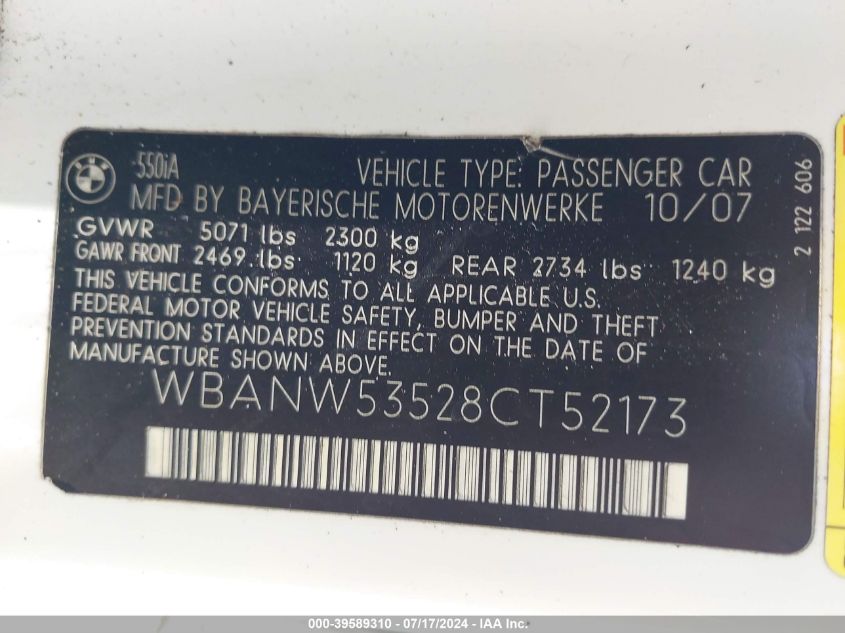 550iA
VEHICLE TYPE: PASSENGER CAR
MFD BY BAYERISCHE MOTORENWERKE 10/07
GVWR 5071 lbs 2300 kg
GAWR FRONT 2469 lbs 1120 kg REAR 2734 lbs 1240 kg
THIS VEHICLE CONFORMS TO ALL APPLICABLE U.S.
FEDERAL MOTOR VEHICLE SAFETY, BUMPER AND THEFT
PREVENTION STANDARDS IN EFFECT ON THE DATE OF
MANUFACTURE SHOWN ABOVE.
WBANW53528CT52173
2 122 606
000-39589310 / 07/17/2024 - IAA Inc.